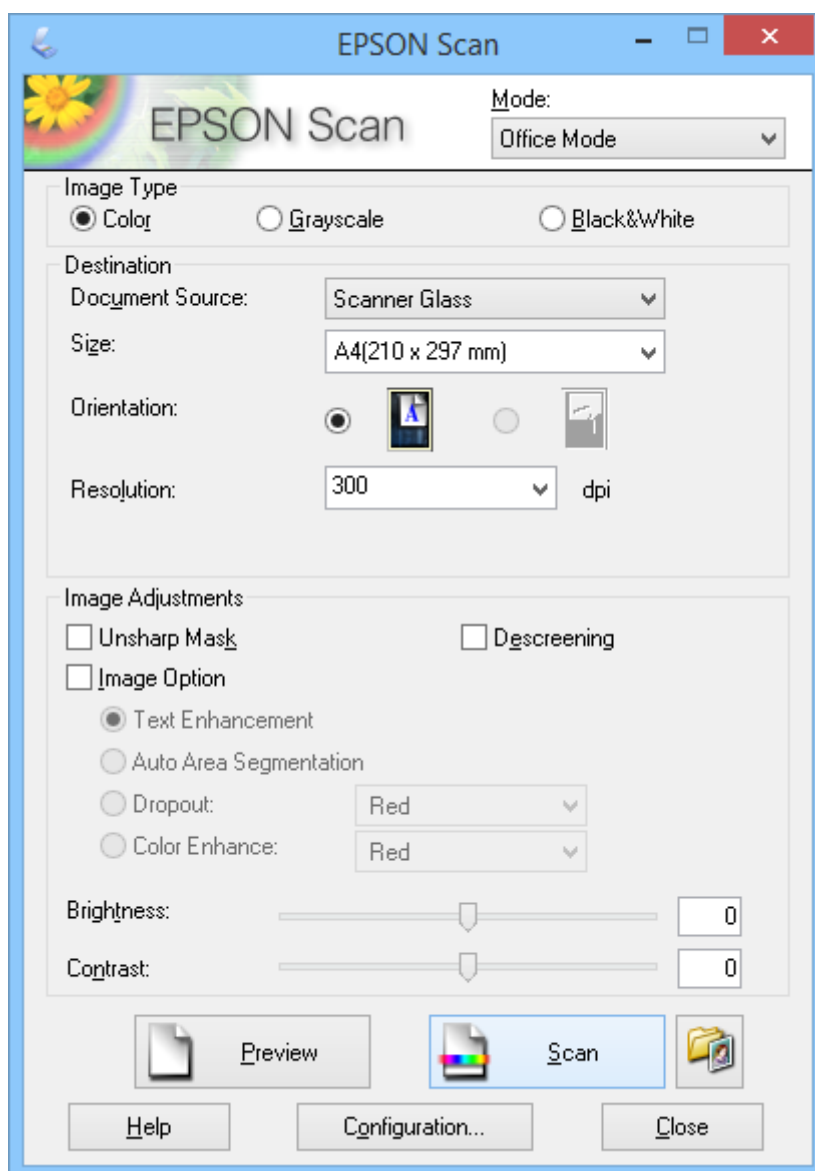 EPSON Scan
EPSON Scan
Mode:
Office Mode
Image Type
Color Grayscale Black&White
Destination
Document Source: Scanner Glass
Size: A4(210 x 297 mm)
Orientation: A
Resolution: 300 dpi
Image Adjustments
Unsharp Mask Descreening
Image Option
Text Enhancement
Auto Area Segmentation
Dropout: Red
Color Enhance: Red
Brightness: 0
Contrast: 0
Preview Scan
Help Configuration... Close